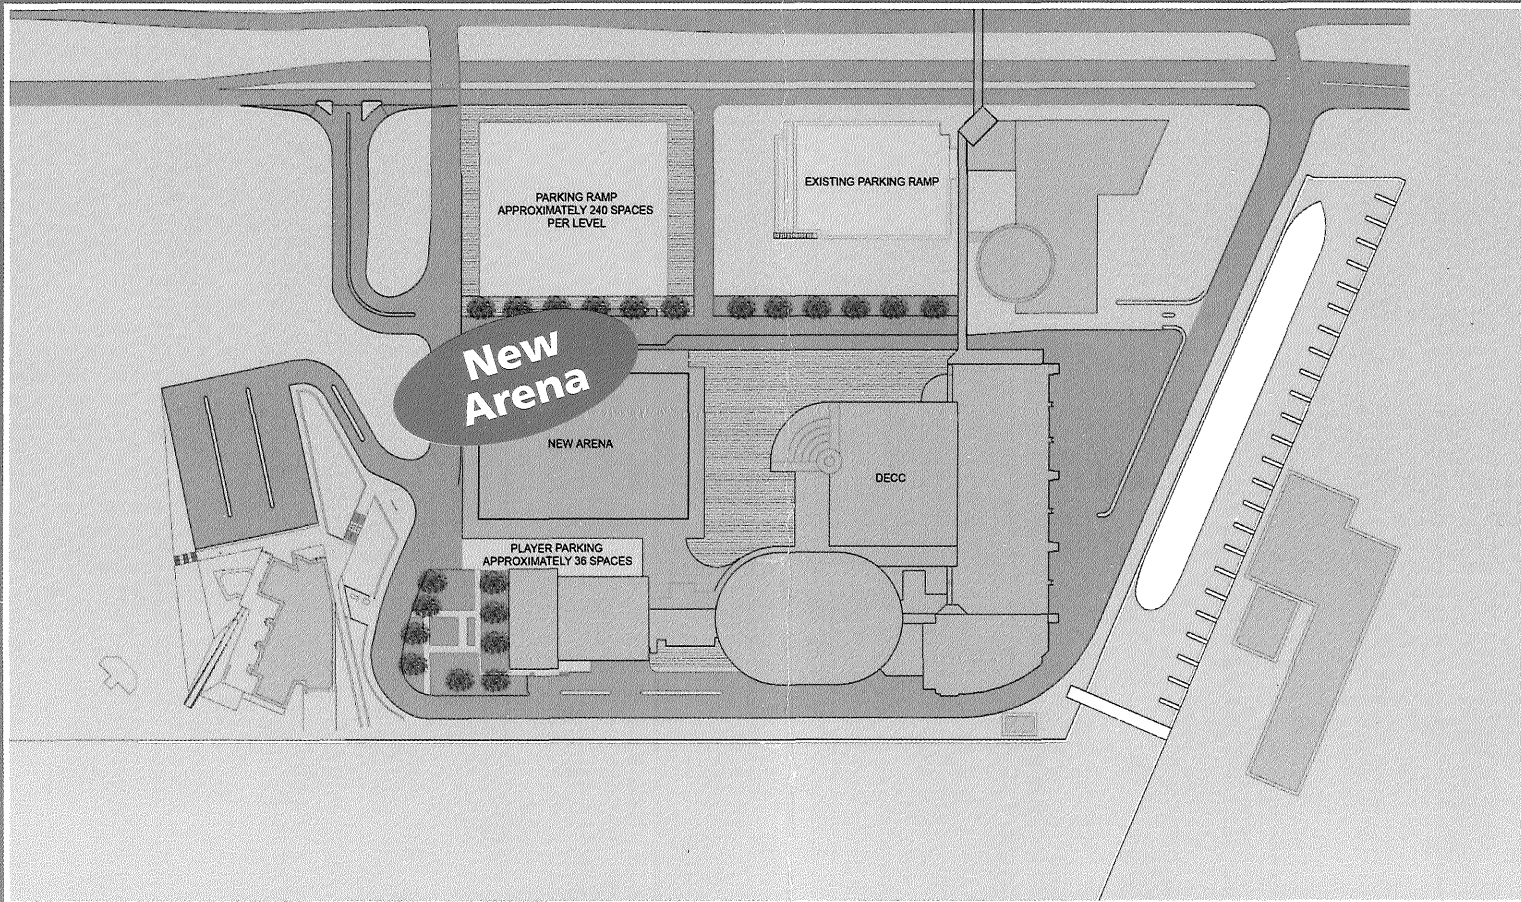 PARKING RAMP
APPROXIMATELY 240 SPACES
PER LEVEL
EXISTING PARKING RAMP
New
Arena
NEW ARENA
DECC
PLAYER PARKING
APPROXIMATELY 36 SPACES